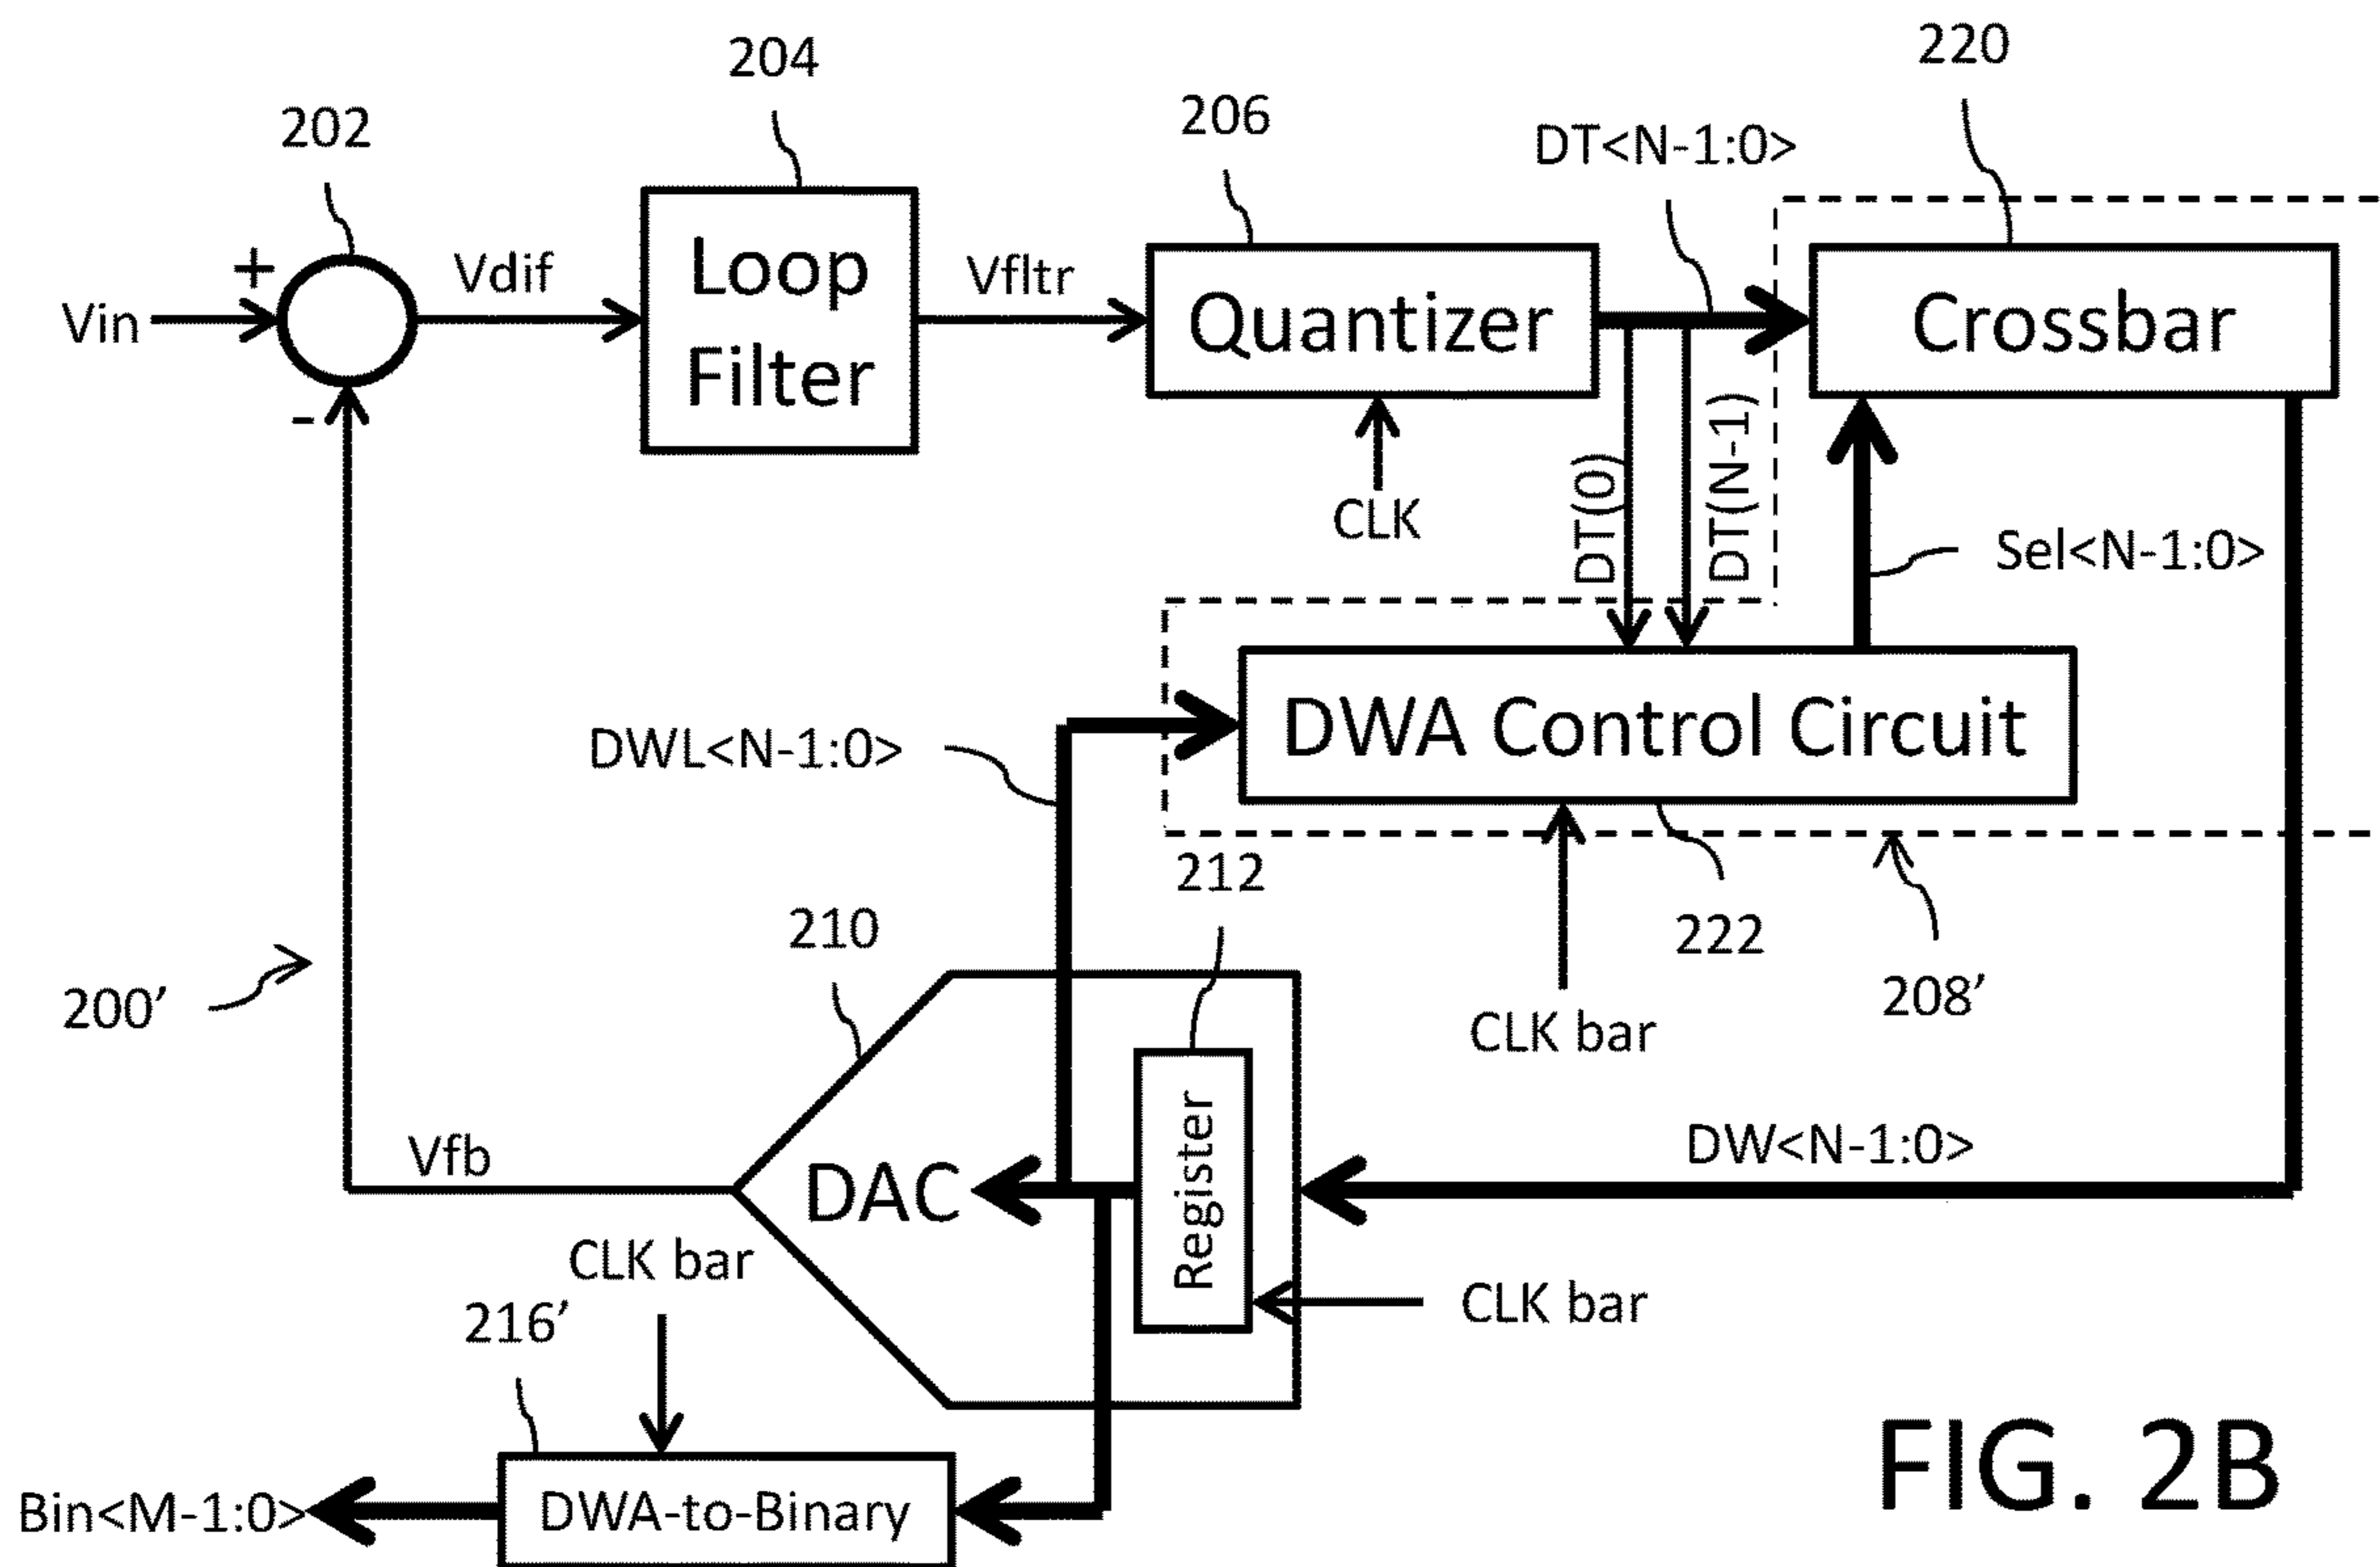 204
220
202
206
DT<N-1:0>
+
Vdif
Loop
Filter
Vfltr
Quantizer
Crossbar
Vin
-
CLK
DT(0)
DT(N-1)
Sel<N-1:0>
DWA Control Circuit
DWL<N-1:0>
212
210
222
208’
200’
CLK bar
Vfb
DAC
Register
DW<N-1:0>
CLK bar
CLK bar
216’
FIG. 2B
Bin<M-1:0>
DWA-to-Binary